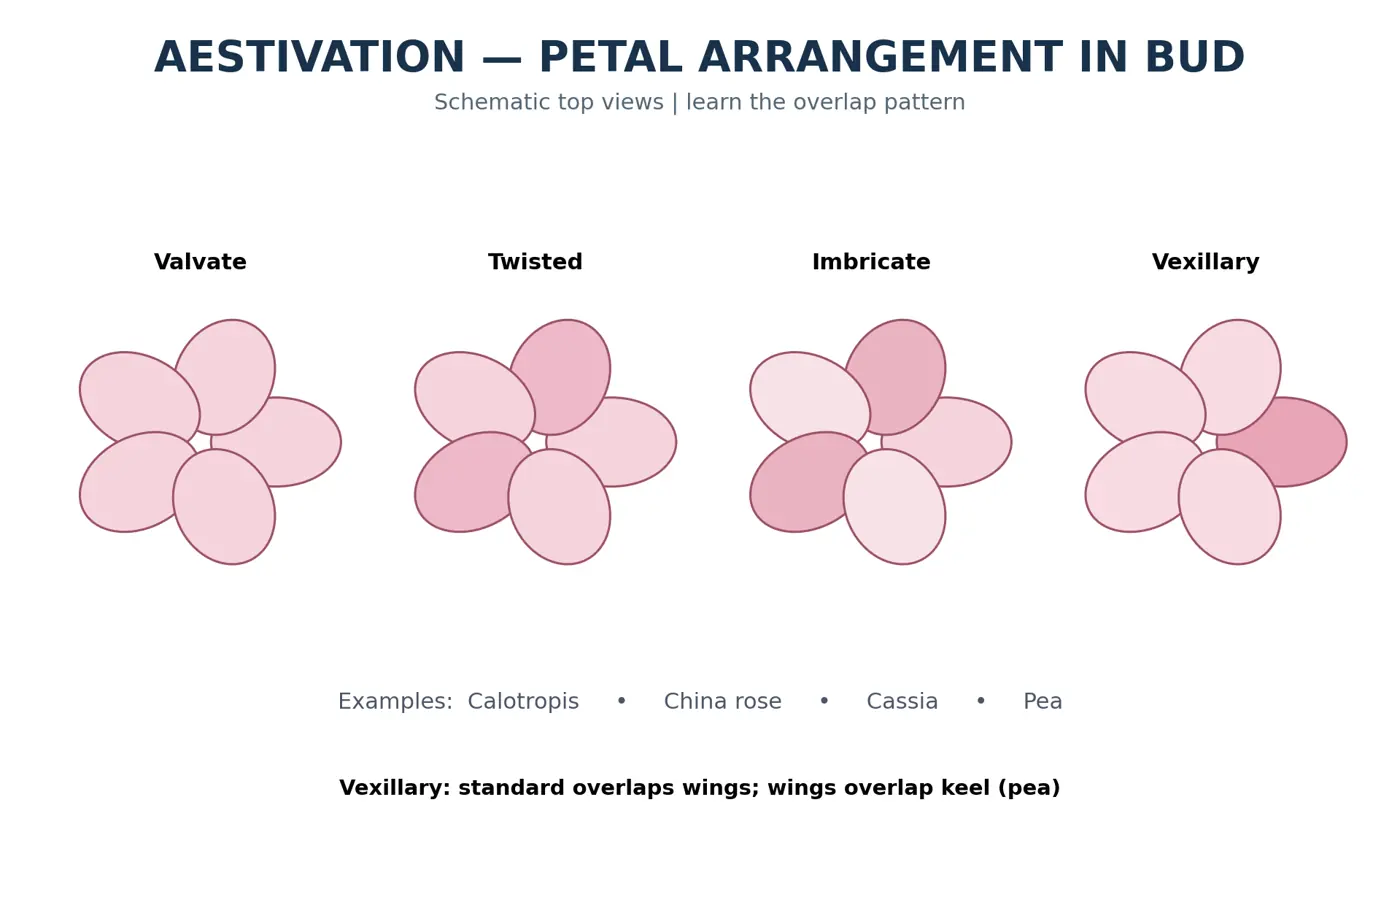 AESTIVATION — PETAL ARRANGEMENT IN BUD
Schematic top views | learn the overlap pattern
Valvate Twisted Imbricate Vexillary
Examples: Calotropis • China rose • Cassia • Pea
Vexillary: standard overlaps wings; wings overlap keel (pea)